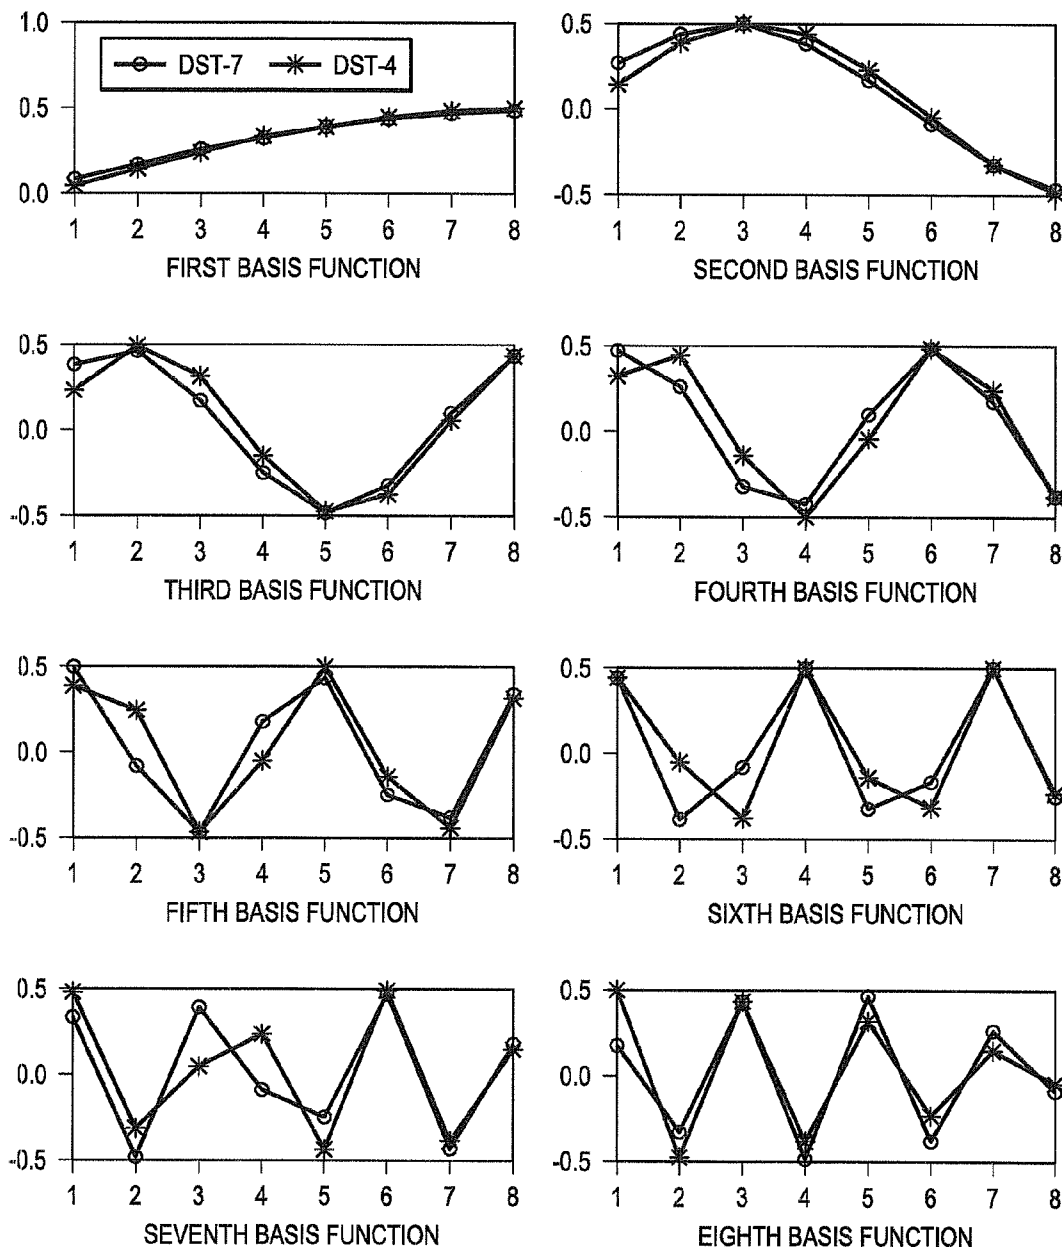 1.0
0.5
0.0
DST-7 DST-4
1 2 3 4 5 6 7 8
FIRST BASIS FUNCTION
0.5
0.0
-0.5
1 2 3 4 5 6 7 8
SECOND BASIS FUNCTION
0.5
0.0
-0.5
1 2 3 4 5 6 7 8
THIRD BASIS FUNCTION
0.5
0.0
-0.5
1 2 3 4 5 6 7 8
FOURTH BASIS FUNCTION
0.5
0.0
-0.5
1 2 3 4 5 6 7 8
FIFTH BASIS FUNCTION
0.5
0.0
-0.5
1 2 3 4 5 6 7 8
SIXTH BASIS FUNCTION
0.5
0.0
-0.5
1 2 3 4 5 6 7 8
SEVENTH BASIS FUNCTION
0.5
0.0
-0.5
1 2 3 4 5 6 7 8
EIGHTH BASIS FUNCTION